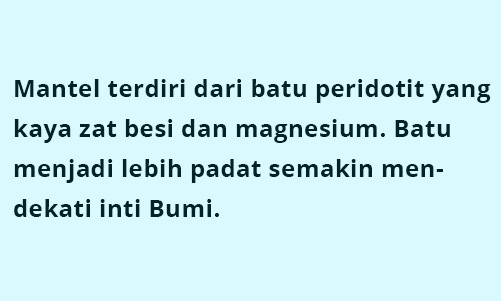 Mantel terdiri dari batu peridotit yang
kaya zat besi dan magnesium. Batu
menjadi lebih padat semakin men-
dekati inti Bumi.